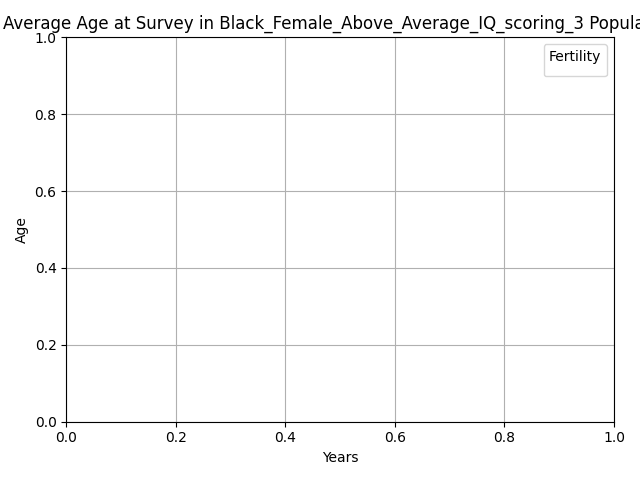 Average Age at Survey in Black_Female_Above_Average_IQ_scoring_3 Popula
1.0
Fertility
0.8
0.6
Age
0.4
0.2
0.0
0.0 0.2 0.4 0.6 0.8 1.0
Years